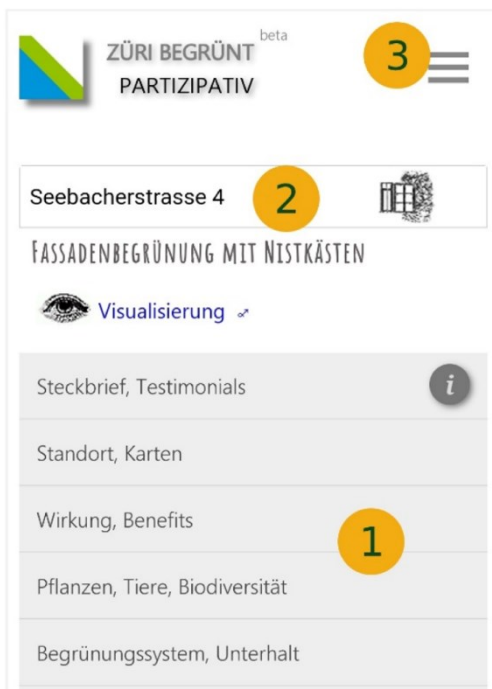 ZÜRI BEGRÜNT beta
PARTIZIPATIV
3
Seebacherstrasse 4
2
FASSADENBEGRÜNUNG MIT NISTKÄSTEN
Visualisierung
Steckbrief, Testimonials
i
Standort, Karten
Wirkung, Benefits
1
Pflanzen, Tiere, Biodiversität
Begrünungssystem, Unterhalt